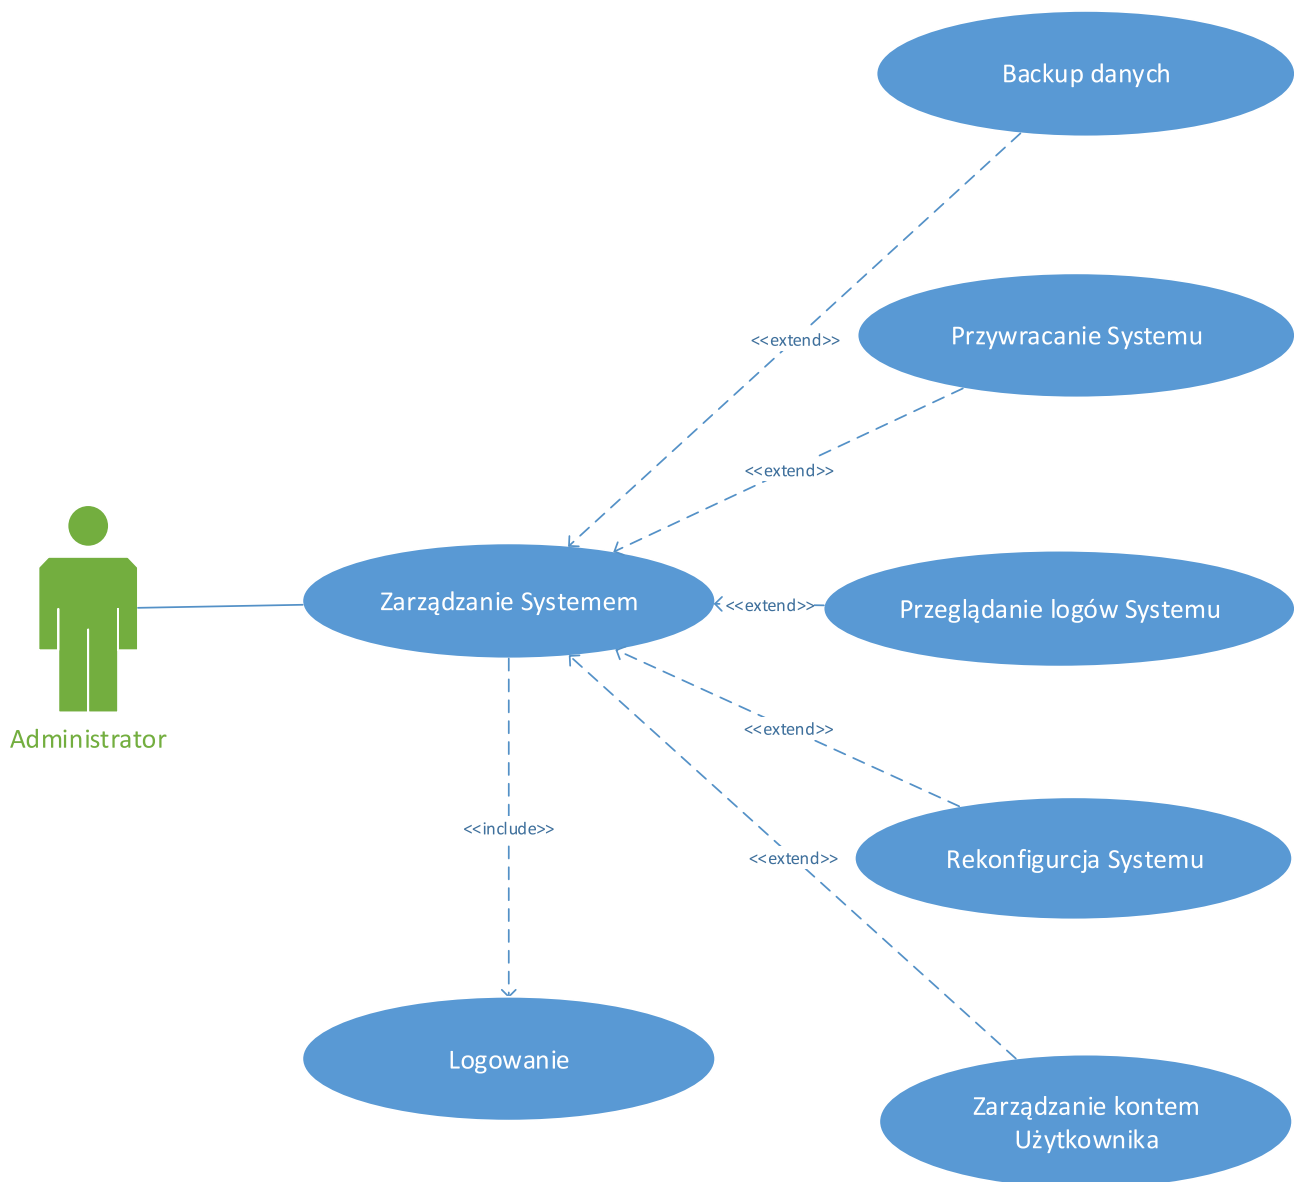 Backup danych
<<extend>>
Przywracanie Systemu
<<extend>>
Zarządzanie Systemem
<<extend>>
Przeglądanie logów Systemu
Administrator
<<extend>>
<<include>>
<<extend>>
Rekonfigurcja Systemu
Logowanie
Zarządzanie kontem
Użytkownika